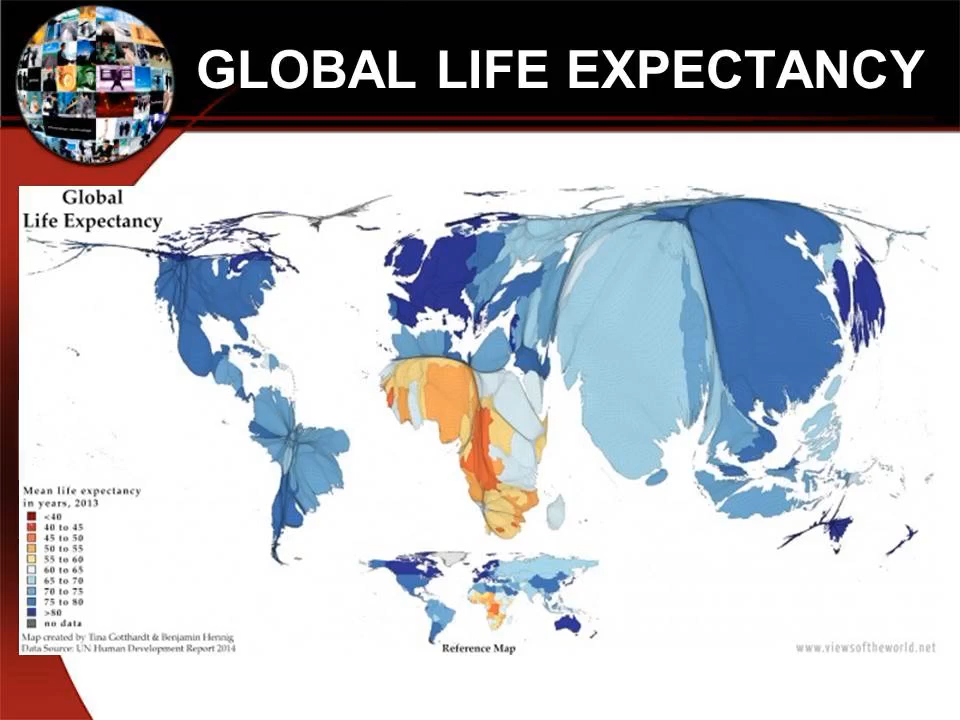 GLOBAL LIFE EXPECTANCY
Global
Life Expectancy
Mean life expectancy
in years, 2013
<40
40 to 45
45 to 50
50 to 55
55 to 60
60 to 65
65 to 70
70 to 75
75 to 80
>80
no data
Map created by Tina Gotthardt & Benjamin Hennig
Data Source: UN Human Development Report 2014
Reference Map
www.viewsoftheworld.net